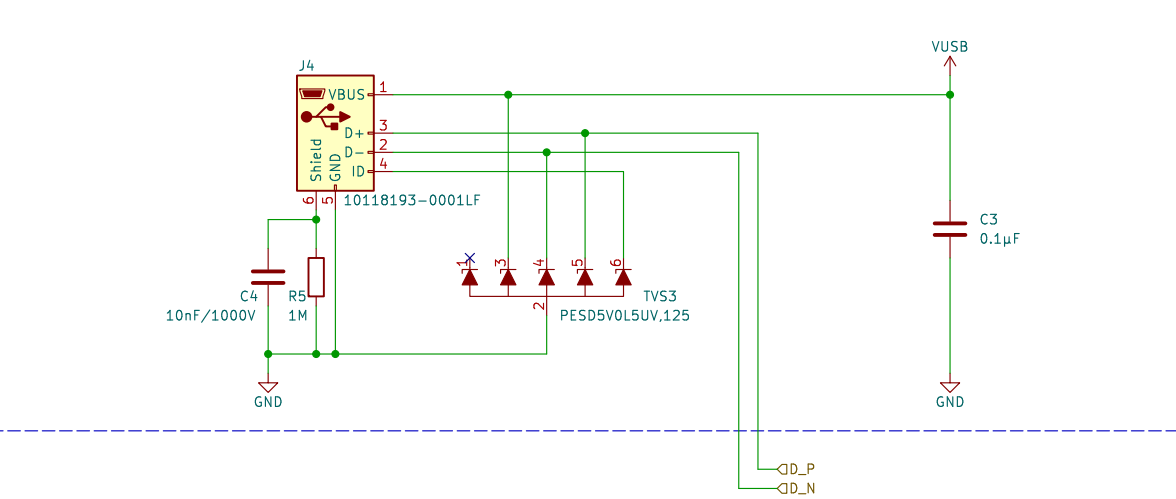 VUSB
J4
VBUS 1
D+ 3
D- 2
ID 4
Shield
GND
6
5
10118193-0001LF
C3
0.1µF
1
3
4
5
6
C4
10nF/1000V
R5
1M
TVS3
2
PESD5V0L5UV,125
GND
GND
D_P
D_N